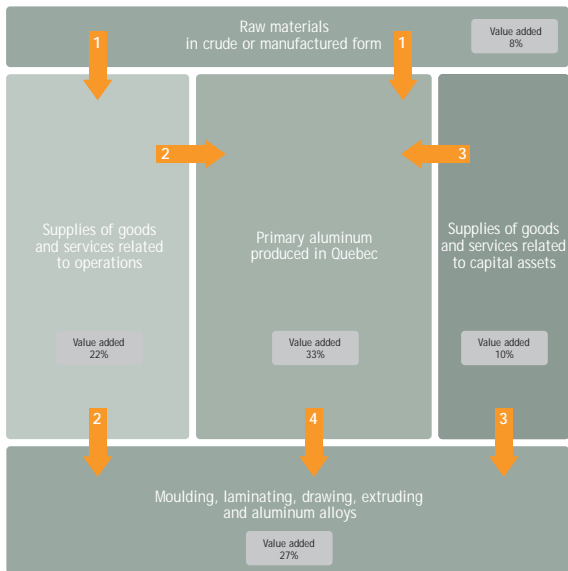 Raw materials
in crude or manufactured form
Value added
8%
1
1
2
3
Supplies of goods
and services related
to operations
Primary aluminum
produced in Quebec
Supplies of goods
and services related
to capital assets
Value added
22%
Value added
33%
Value added
10%
2
4
3
Moulding, laminating, drawing, extruding
and aluminum alloys
Value added
27%